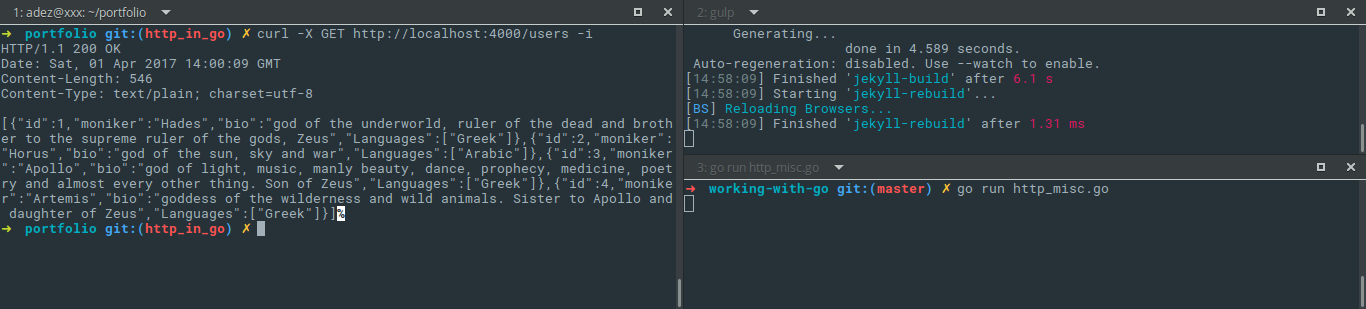 1: adez@xxx: ~/portfolio
➜ portfolio git:(http_in_go) ✗ curl -X GET http://localhost:4000/users -i
HTTP/1.1 200 OK
Date: Sat, 01 Apr 2017 14:00:09 GMT
Content-Length: 546
Content-Type: text/plain; charset=utf-8
[{"id":1,"moniker":"Hades","bio":"god of the underworld, ruler of the dead and broth
er to the supreme ruler of the gods, Zeus","Languages":["Greek"]},{"id":2,"moniker":
"Horus","bio":"god of the sun, sky and war","Languages":["Arabic"]},{"id":3,"moniker
":"Apollo","bio":"god of light, music, manly beauty, dance, prophecy, medicine, poet
ry and almost every other thing. Son of Zeus","Languages":["Greek"]},{"id":4,"monike
r":"Artemis","bio":"goddess of the wilderness and wild animals. Sister to Apollo and
 daughter of Zeus","Languages":["Greek"]}]%
➜ portfolio git:(http_in_go) ✗
2: gulp
Generating...
done in 4.589 seconds.
Auto-regeneration: disabled. Use --watch to enable.
[14:58:09] Finished 'jekyll-build' after 6.1 s
[14:58:09] Starting 'jekyll-rebuild'...
[BS] Reloading Browsers...
[14:58:09] Finished 'jekyll-rebuild' after 1.31 ms
3: go run http_misc.go
➜ working-with-go git:(master) ✗ go run http_misc.go